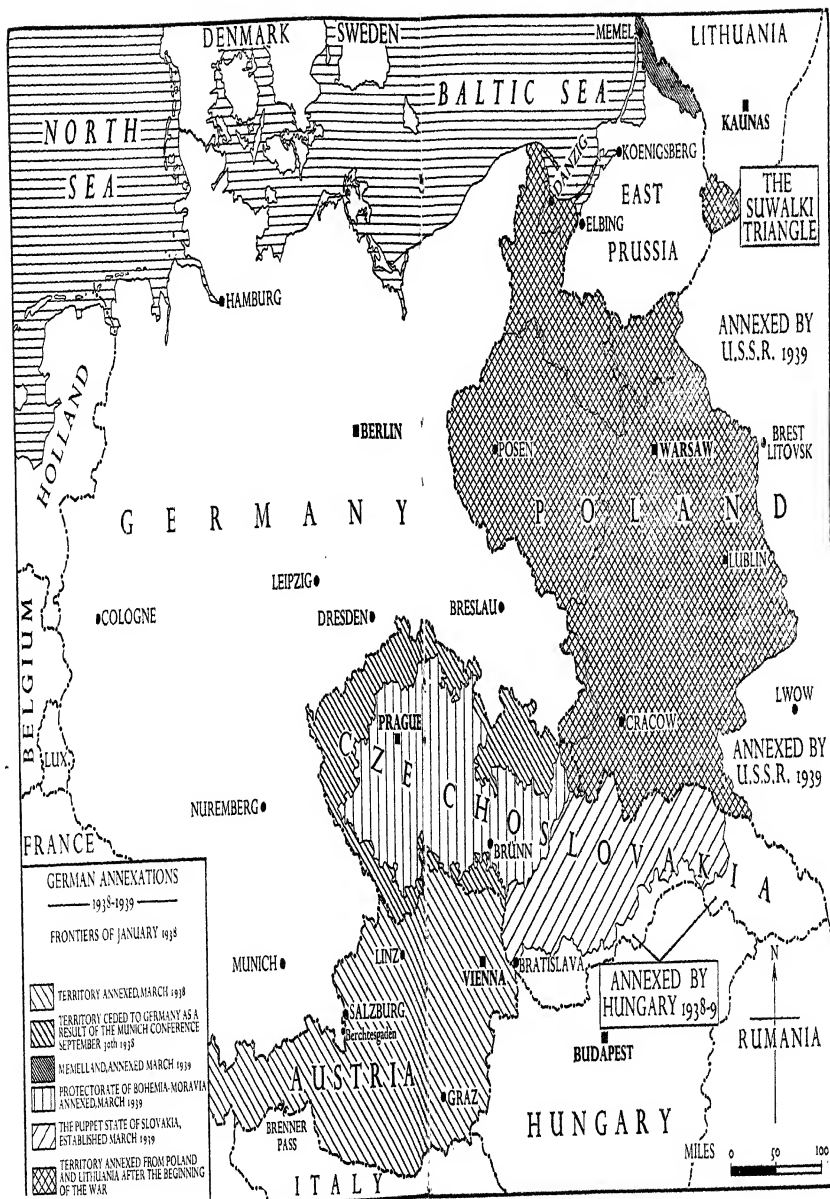 DENMARK
SWEDEN
MEMEL
LITHUANIA
BALTIC SEA
NORTH
SEA
KAUNAS
DANZIG
KOENIGSBERG
THE
SUWALKI
TRIANGLE
EAST
PRUSSIA
ELBING
HAMBURG
ANNEXED BY
U.S.S.R. 1939
HOLLAND
BERLIN
POSEN
WARSAW
BREST
LITOVSK
GERMANY
POLAND
LUBLIN
LEIPZIG
COLOGNE
DRESDEN
BRESLAU
BELGIUM
LWOW
PRAGUE
CRACOW
ANNEXED BY
U.S.S.R. 1939
LUX.
CZECHOSLOVAKIA
NUREMBERG
FRANCE
BRÜNN
GERMAN ANNEXATIONS
1938-1939
FRONTIERS OF JANUARY 1938
TERRITORY ANNEXED, MARCH 1938
TERRITORY CEDED TO GERMANY AS A
RESULT OF THE MUNICH CONFERENCE
SEPTEMBER 30th 1938
MEMELLAND, ANNEXED MARCH 1939
PROTECTORATE OF BOHEMIA-MORAVIA
ANNEXED, MARCH 1939
THE PUPPET STATE OF SLOVAKIA,
ESTABLISHED MARCH 1939
TERRITORY ANNEXED FROM POLAND
AND LITHUANIA AFTER THE BEGINNING
OF THE WAR
MUNICH
LINZ
VIENNA
BRATISLAVA
ANNEXED BY
HUNGARY 1938-9
N
SALZBURG
Berchtesgaden
BUDAPEST
RUMANIA
AUSTRIA
GRAZ
HUNGARY
BRENNER
PASS
ITALY
MILES
0 50 100